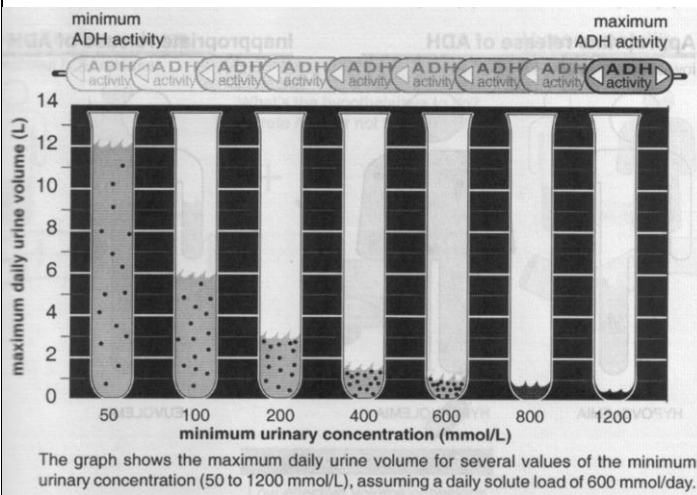 minimum
ADH activity
maximum
ADH activity
ADH activity ADH activity ADH activity ADH activity ADH activity ADH activity ADH activity ADH activity ADH activity
14
12
10
8
6
4
2
0
maximum daily urine volume (L)
50 100 200 400 600 800 1200
minimum urinary concentration (mmol/L)
The graph shows the maximum daily urine volume for several values of the minimum
urinary concentration (50 to 1200 mmol/L), assuming a daily solute load of 600 mmol/day.